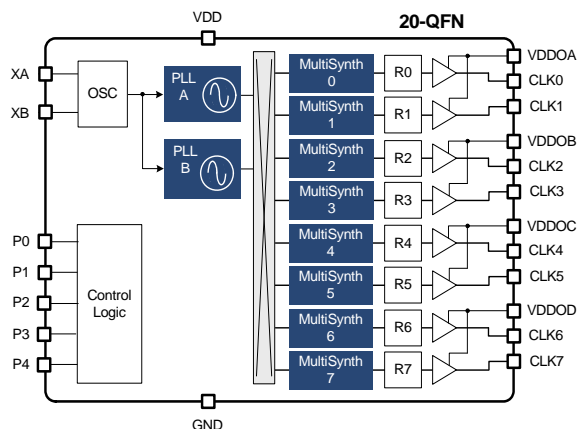 VDD
20-QFN
XA
XB
OSC
PLL
A
PLL
B
P0
P1
P2
P3
P4
Control
Logic
MultiSynth
0
R0
MultiSynth
1
R1
MultiSynth
2
R2
MultiSynth
3
R3
MultiSynth
4
R4
MultiSynth
5
R5
MultiSynth
6
R6
MultiSynth
7
R7
VDDOA
CLK0
CLK1
VDDOB
CLK2
CLK3
VDDOC
CLK4
CLK5
VDDOD
CLK6
CLK7
GND